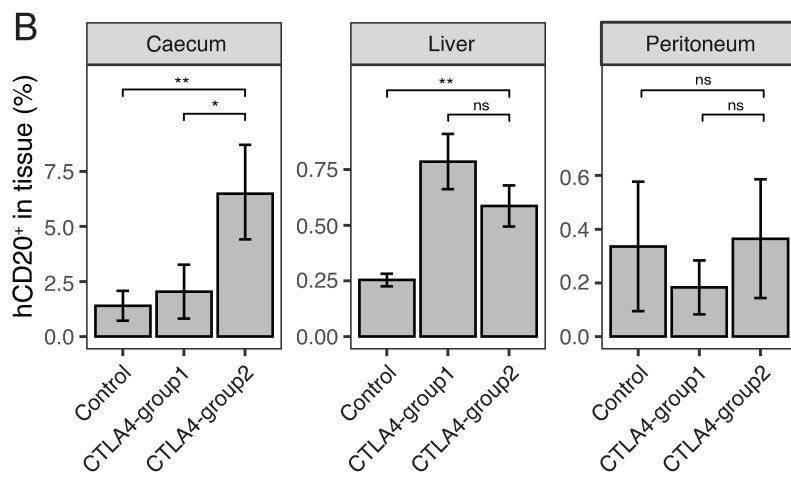 B
hCD20⁺ in tissue (%)
Caecum
**
*
7.5
5.0
2.5
0.0
Control
CTLA4-group1
CTLA4-group2
Liver
**
ns
0.75
0.50
0.25
0.00
Control
CTLA4-group1
CTLA4-group2
Peritoneum
ns
ns
0.6
0.4
0.2
0.0
Control
CTLA4-group1
CTLA4-group2